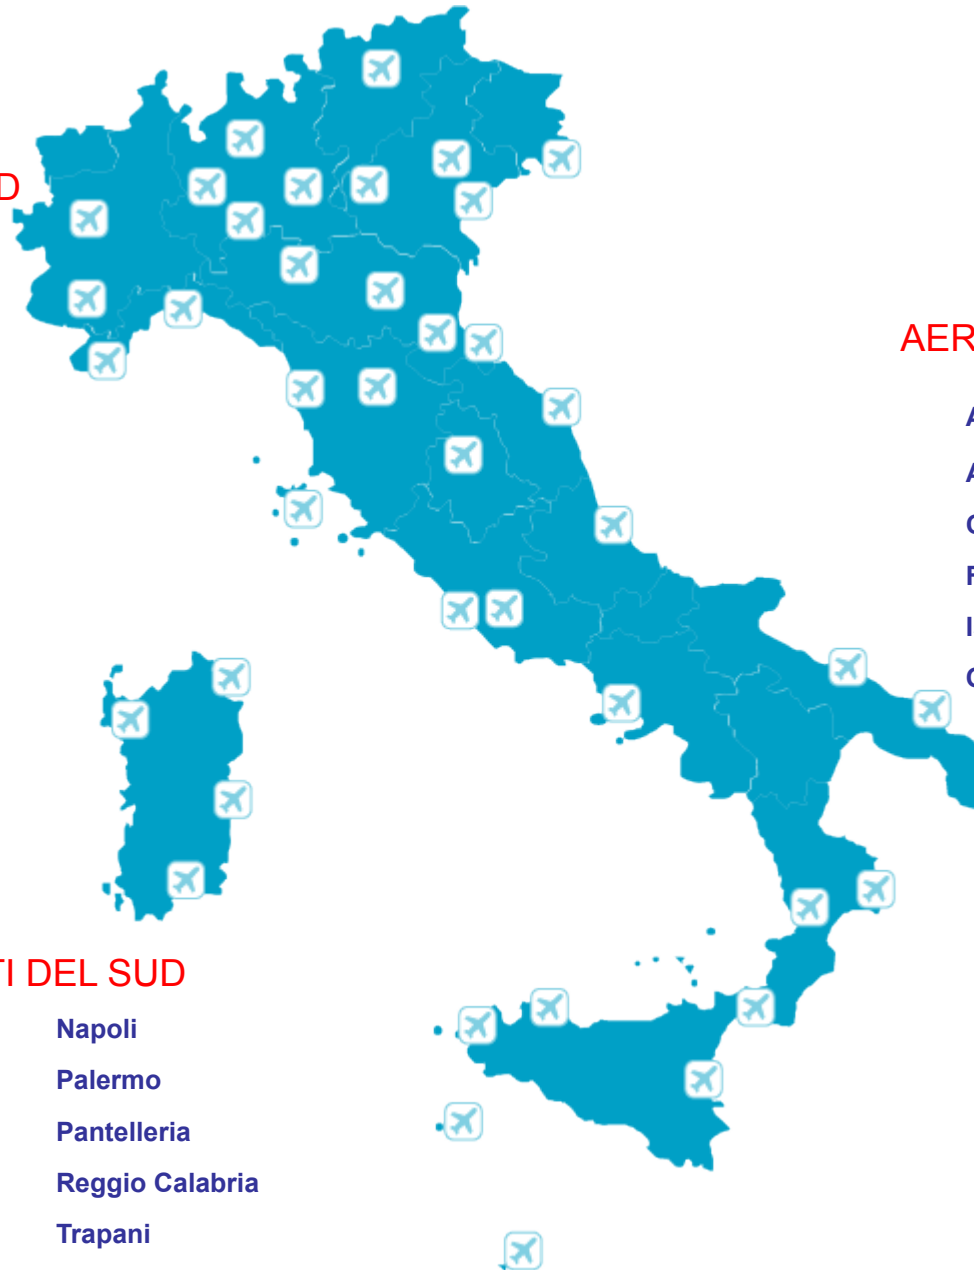 D
AER
A
A
C
F
I
TI DEL SUD
Napoli
Palermo
Pantelleria
Reggio Calabria
Trapani